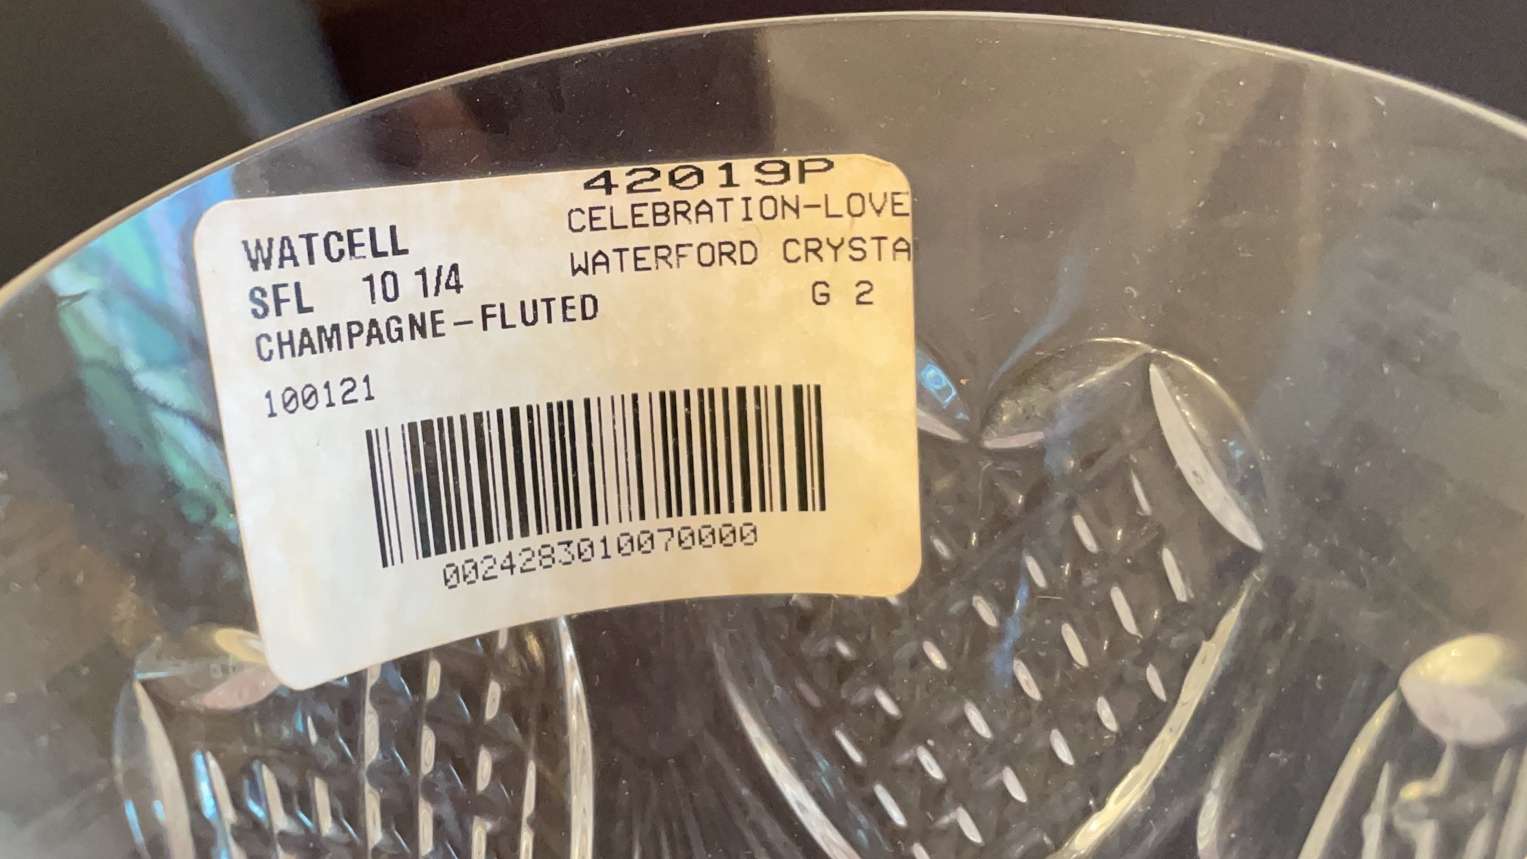 42019P
CELEBRATION-LOVE
WATERFORD CRYSTA
G 2
WATCELL
SFL 10 1/4
CHAMPAGNE-FLUTED
100121
0024283010070000